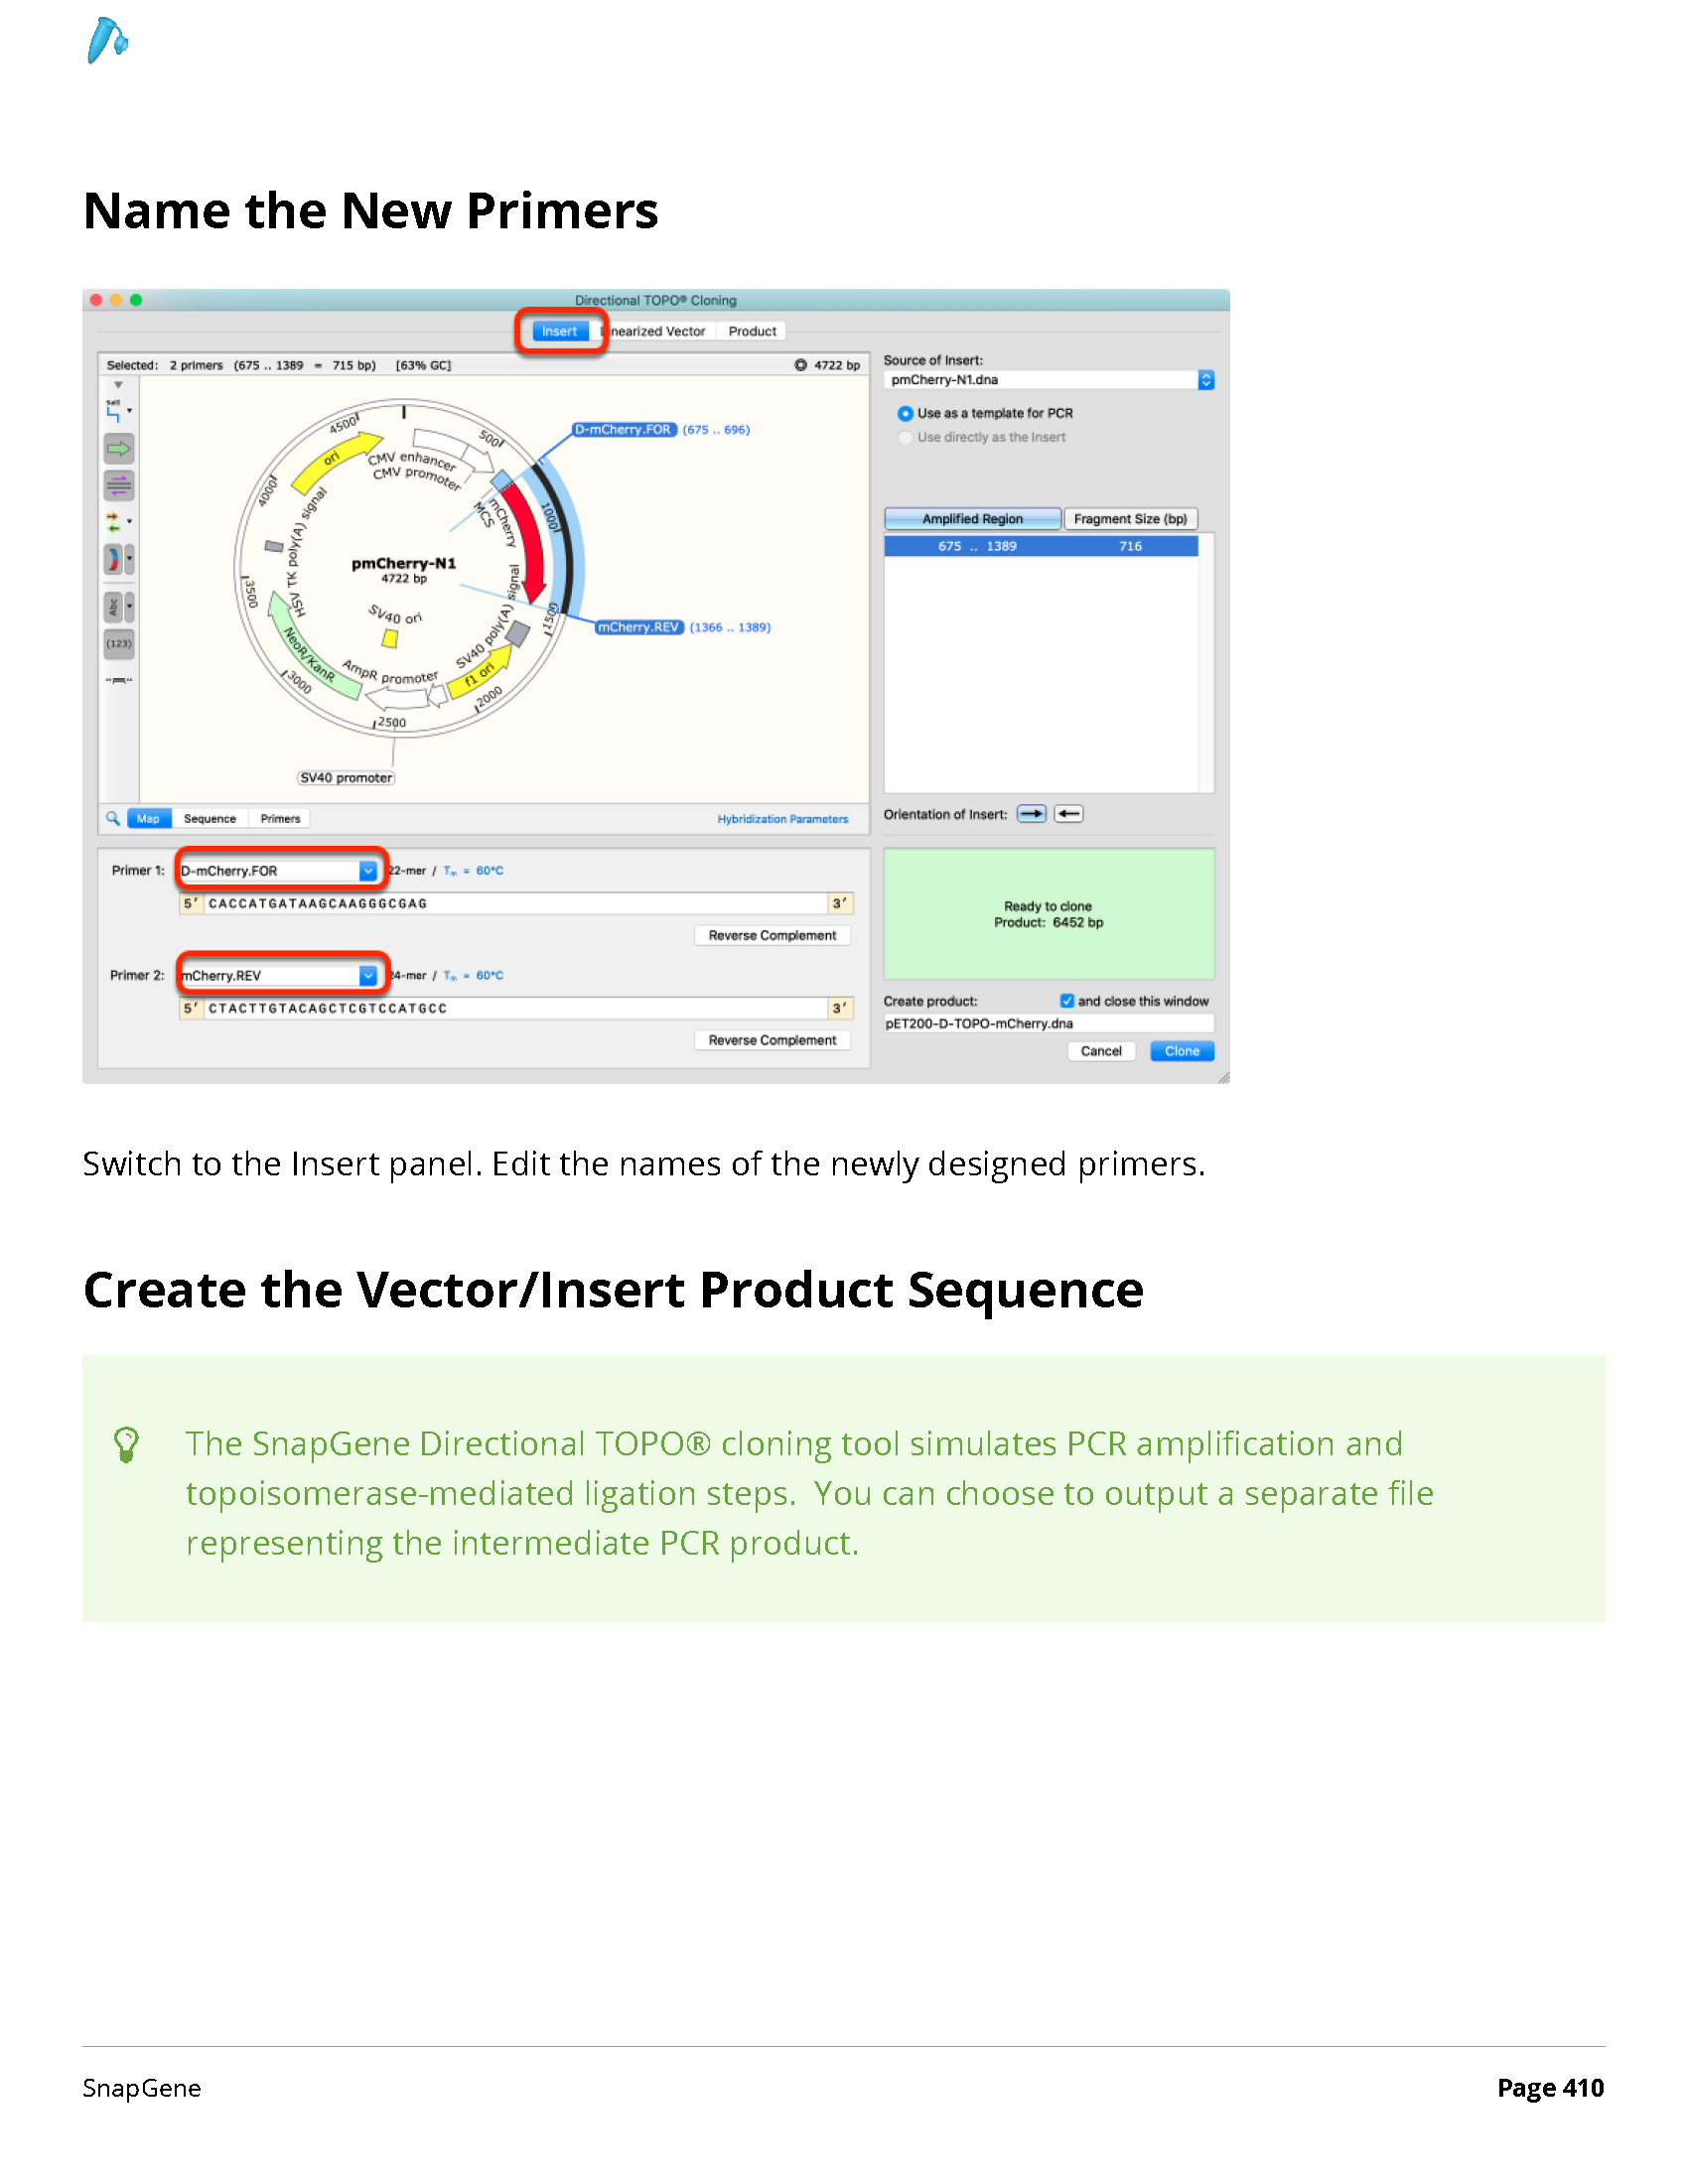 Name the New Primers
Directional TOPO® Cloning
Insert
Linearized Vector
Product
Selected: 2 primers (675 .. 1389 = 715 bp) [63% GC]
4722 bp
Source of Insert:
pmCherry-N1.dna
Use as a template for PCR
Use directly as the Insert
SalI
Abc
(123)
500
1000
1500
2000
2500
3000
3500
4000
4500
ori
CMV enhancer
CMV promoter
MCS
mCherry
D-mCherry.FOR (675 .. 696)
HSV TK poly(A) signal
pmCherry-N1
4722 bp
SV40 ori
SV40 poly(A) signal
mCherry.REV (1366 .. 1389)
NeoR/KanR
AmpR promoter
f1 ori
SV40 promoter
Amplified Region
Fragment Size (bp)
675 .. 1389
716
Map
Sequence
Primers
Hybridization Parameters
Orientation of Insert:
Primer 1:
D-mCherry.FOR
22-mer / Tm = 60°C
5′ CACCATGATAAGCAAGGGCGAG 3′
Reverse Complement
Primer 2:
mCherry.REV
24-mer / Tm = 60°C
5′ CTACTTGTACAGCTCGTCCATGCC 3′
Reverse Complement
Ready to clone
Product: 6452 bp
Create product:
and close this window
pET200-D-TOPO-mCherry.dna
Cancel
Clone
Switch to the Insert panel. Edit the names of the newly designed primers.
Create the Vector/Insert Product Sequence
The SnapGene Directional TOPO® cloning tool simulates PCR amplification and
topoisomerase-mediated ligation steps.  You can choose to output a separate file
representing the intermediate PCR product.
SnapGene
Page 410